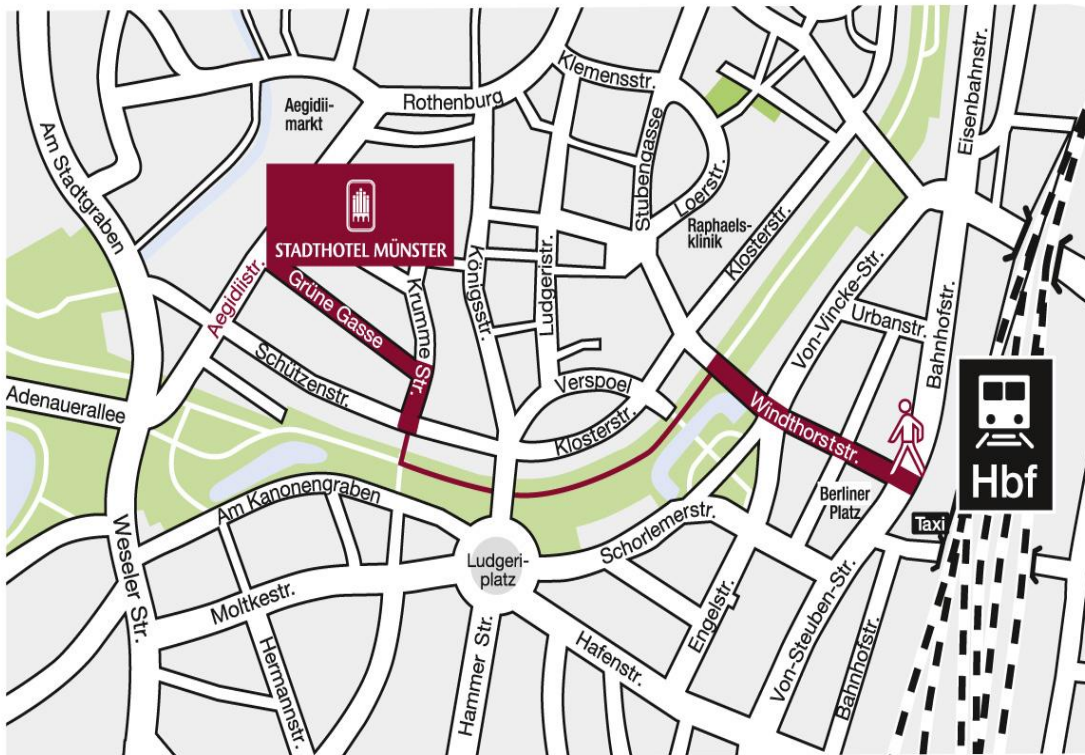 Eisenbahnstr.
Klemensstr.
Rothenburg
Aegidii-
markt
Am Stadtgraben
Stubengasse
Loerstr.
Raphaels-
klinik
Klosterstr.
STADTHOTEL MÜNSTER
Königsstr.
Ludgeristr.
Krumme Str.
Grüne Gasse
Aegidiistr.
Von-Vincke-Str.
Urbanstr.
Bahnhofstr.
Schützenstr.
Verspoel
Adenauerallee
Klosterstr.
Windthorststr.
Hbf
Am Kanonengraben
Berliner
Platz
Taxi
Weseler Str.
Ludgeri-
platz
Schorlemerstr.
Moltkestr.
Engelstr.
Von-Steuben-Str.
Hermannstr.
Hammer Str.
Hafenstr.
Bahnhofstr.